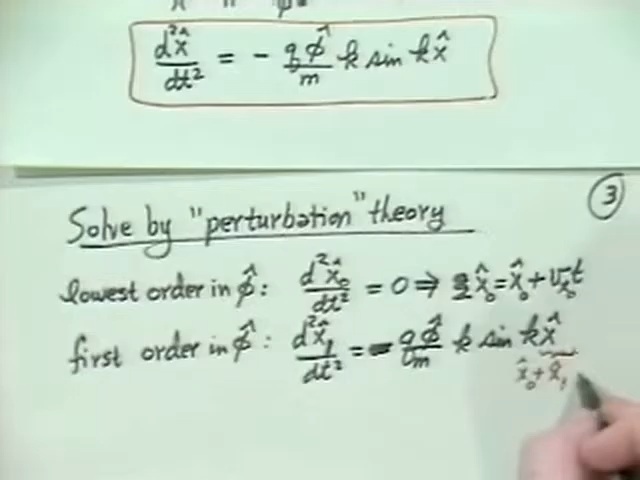 d²x̂/dt² = - qφ̂/m k sin kx̂
③
Solve by "perturbation" theory
lowest order in φ̂: d²x̂₀/dt² = 0 ⇒ x̂₀ = x̂₀ + vₓ₀t
first order in φ̂: d²x̂₁/dt² = - qφ̂/m k sin kx̂
x̂₀ + x̂₁